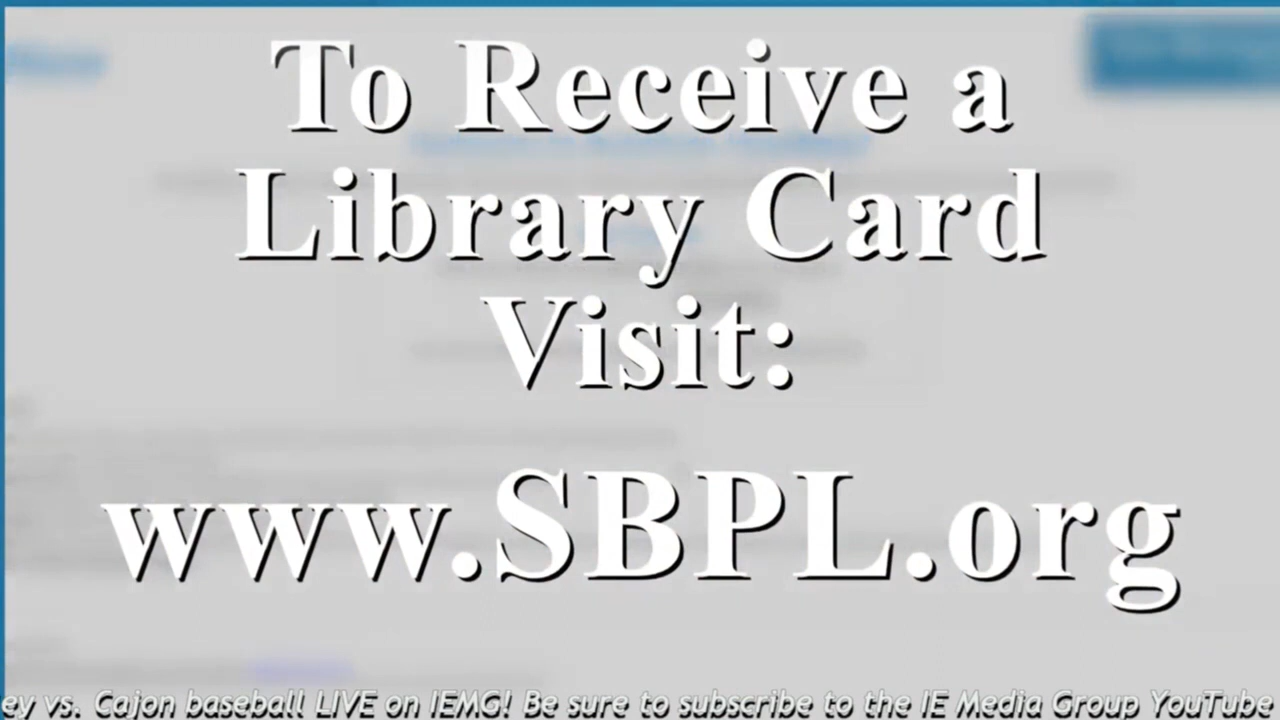 To Receive a
Library Card
Visit:
www.SBPL.org
vs. Cajon baseball LIVE on IEMG! Be sure to subscribe to the IE Media Group YouTube